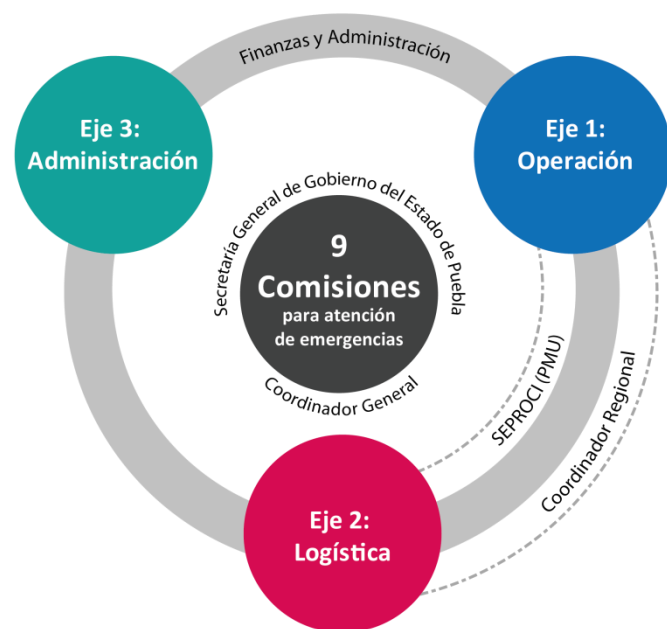 Finanzas y Administración
Eje 3:
Administración
Eje 1:
Operación
Secretaría General de Gobierno del Estado de Puebla
9
Comisiones
para atención
de emergencias
Coordinador General
SEPROCI (PMU)
Coordinador Regional
Eje 2:
Logística